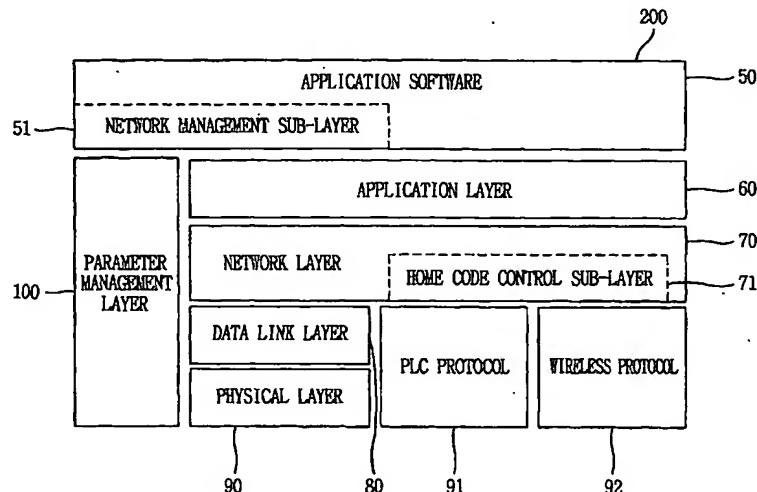 200
APPLICATION SOFTWARE
50
51
NETWORK MANAGEMENT SUB-LAYER
APPLICATION LAYER
60
PARAMETER
MANAGEMENT
LAYER
100
NETWORK LAYER
70
HOME CODE CONTROL SUB-LAYER
71
DATA LINK LAYER
PLC PROTOCOL
WIRELESS PROTOCOL
PHYSICAL LAYER
90
80
91
92